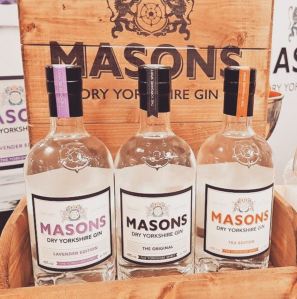 MASONS
DRY YORKSHIRE GIN
MASONS
DRY YORKSHIRE GIN
LAVENDER EDITION
MASONS
DRY YORKSHIRE GIN
THE ORIGINAL
MASONS
DRY YORKSHIRE GIN
TEA EDITION